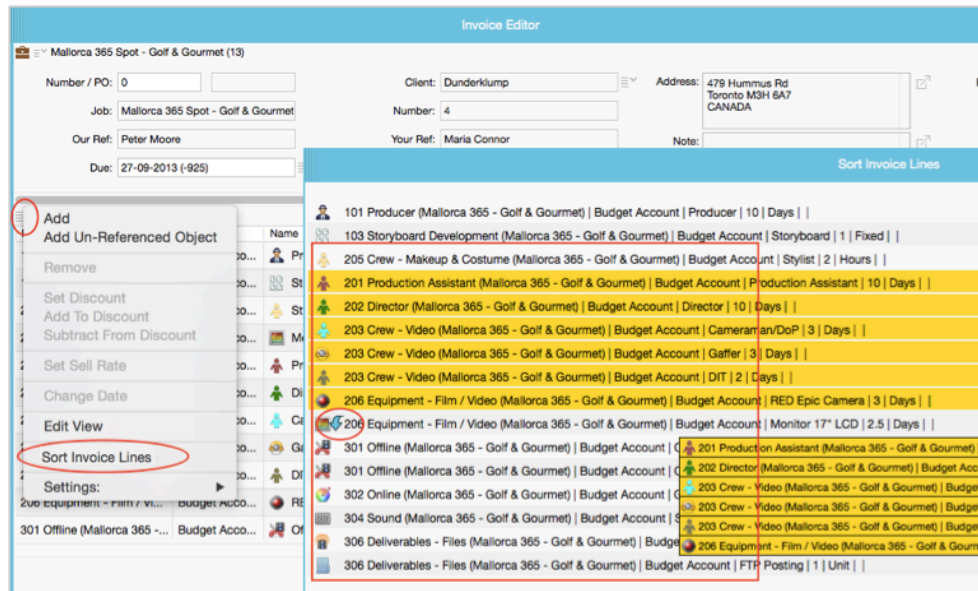 Invoice Editor
Mallorca 365 Spot - Golf & Gourmet (13)
Number / PO: 0
Client: Dunderklump
Address: 479 Hummus Rd
Toronto M3H 6A7
CANADA
Job: Mallorca 365 Spot - Golf & Gourmet
Number: 4
Our Ref: Peter Moore
Your Ref: Maria Connor
Note:
Due: 27-09-2013 (-925)
Sort Invoice Lines
Add
Add Un-Referenced Object
Remove
Set Discount
Add To Discount
Subtract From Discount
Set Sell Rate
Change Date
Edit View
Sort Invoice Lines
Settings:
Name
101 Producer (Mallorca 365 - Golf & Gourmet) | Budget Account | Producer | 10 | Days | |
103 Storyboard Development (Mallorca 365 - Golf & Gourmet) | Budget Account | Storyboard | 1 | Fixed | |
205 Crew - Makeup & Costume (Mallorca 365 - Golf & Gourmet) | Budget Account | Stylist | 2 | Hours | |
201 Production Assistant (Mallorca 365 - Golf & Gourmet) | Budget Account | Production Assistant | 10 | Days | |
202 Director (Mallorca 365 - Golf & Gourmet) | Budget Account | Director | 10 | Days | |
203 Crew - Video (Mallorca 365 - Golf & Gourmet) | Budget Account | Cameraman/DoP | 3 | Days | |
203 Crew - Video (Mallorca 365 - Golf & Gourmet) | Budget Account | Gaffer | 3 | Days | |
203 Crew - Video (Mallorca 365 - Golf & Gourmet) | Budget Account | DIT | 2 | Days | |
206 Equipment - Film / Video (Mallorca 365 - Golf & Gourmet) | Budget Account | RED Epic Camera | 3 | Days | |
206 Equipment - Film / Video (Mallorca 365 - Golf & Gourmet) | Budget Account | Monitor 17" LCD | 2.5 | Days | |
301 Offline (Mallorca 365 - Golf & Gourmet) | Budget Account |
301 Offline (Mallorca 365 - Golf & Gourmet) | Budget Account |
302 Online (Mallorca 365 - Golf & Gourmet) | Budget Account |
304 Sound (Mallorca 365 - Golf & Gourmet) | Budget Account |
306 Deliverables - Files (Mallorca 365 - Golf & Gourmet) | Budge
306 Deliverables - Files (Mallorca 365 - Golf & Gourmet) | Budget Account | FTP Posting | 1 | Unit | |
201 Production Assistant (Mallorca 365 - Golf & Gourmet)
202 Director (Mallorca 365 - Golf & Gourmet) | Budget Acc
203 Crew - Video (Mallorca 365 - Golf & Gourmet) | Budge
203 Crew - Video (Mallorca 365 - Golf & Gourmet) | Budge
203 Crew - Video (Mallorca 365 - Golf & Gourmet) | Budge
206 Equipment - Film / Video (Mallorca 365 - Golf & Gourm
206 Equipment - Film / Vi... Budget Acco... RE
301 Offline (Mallorca 365 -... Budget Acco... Of